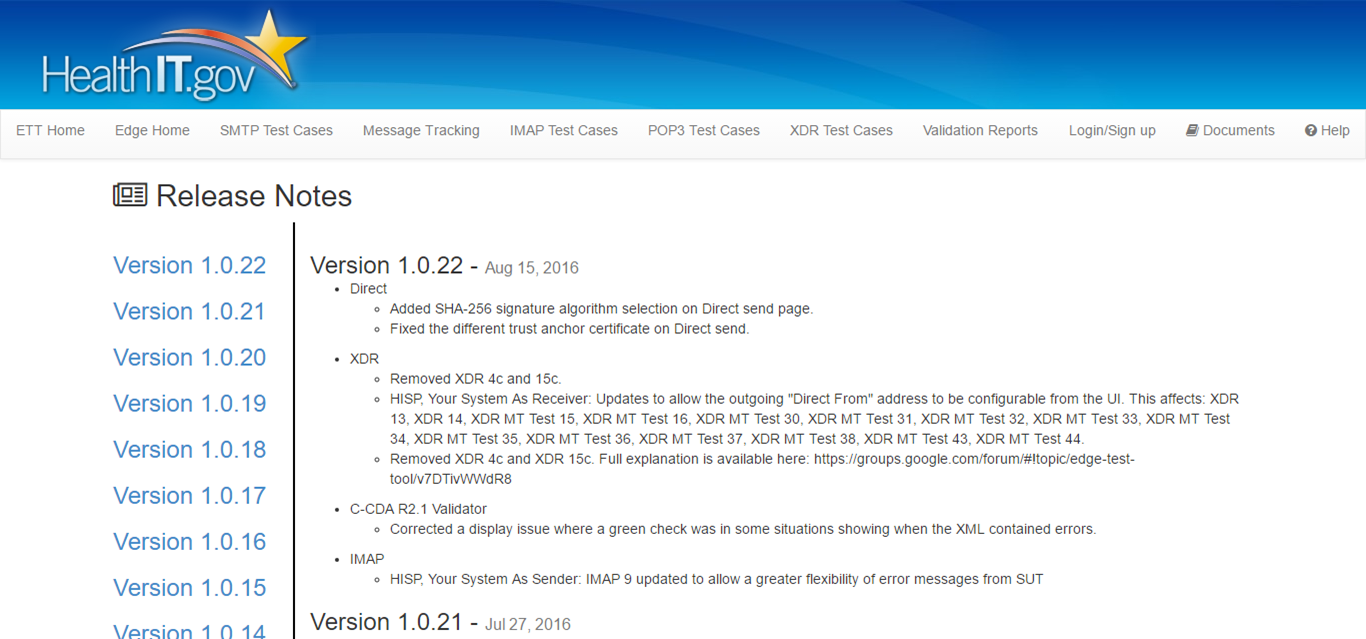 HealthIT.gov
ETT Home Edge Home SMTP Test Cases Message Tracking IMAP Test Cases POP3 Test Cases XDR Test Cases Validation Reports Login/Sign up Documents Help
Release Notes
Version 1.0.22
Version 1.0.21
Version 1.0.20
Version 1.0.19
Version 1.0.18
Version 1.0.17
Version 1.0.16
Version 1.0.15
Version 1.0.14
Version 1.0.22 - Aug 15, 2016
Direct
Added SHA-256 signature algorithm selection on Direct send page.
Fixed the different trust anchor certificate on Direct send.
XDR
Removed XDR 4c and 15c.
HISP, Your System As Receiver: Updates to allow the outgoing "Direct From" address to be configurable from the UI. This affects: XDR
13, XDR 14, XDR MT Test 15, XDR MT Test 16, XDR MT Test 30, XDR MT Test 31, XDR MT Test 32, XDR MT Test 33, XDR MT Test
34, XDR MT Test 35, XDR MT Test 36, XDR MT Test 37, XDR MT Test 38, XDR MT Test 43, XDR MT Test 44.
Removed XDR 4c and XDR 15c. Full explanation is available here: https://groups.google.com/forum/#!topic/edge-test-
tool/v7DTivWWdR8
C-CDA R2.1 Validator
Corrected a display issue where a green check was in some situations showing when the XML contained errors.
IMAP
HISP, Your System As Sender: IMAP 9 updated to allow a greater flexibility of error messages from SUT
Version 1.0.21 - Jul 27, 2016